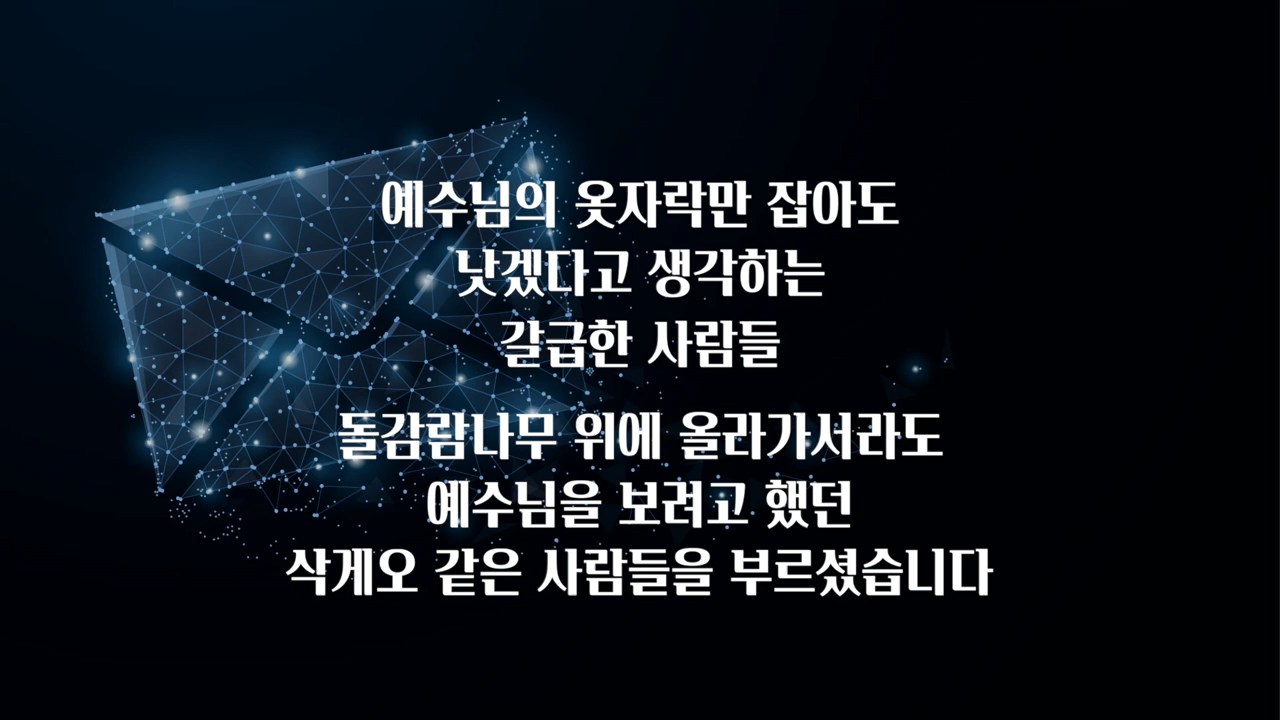 예수님의 옷자락만 잡아도
낫겠다고 생각하는
갈급한 사람들
돌감람나무 위에 올라가서라도
예수님을 보려고 했던
삭게오 같은 사람들을 부르셨습니다